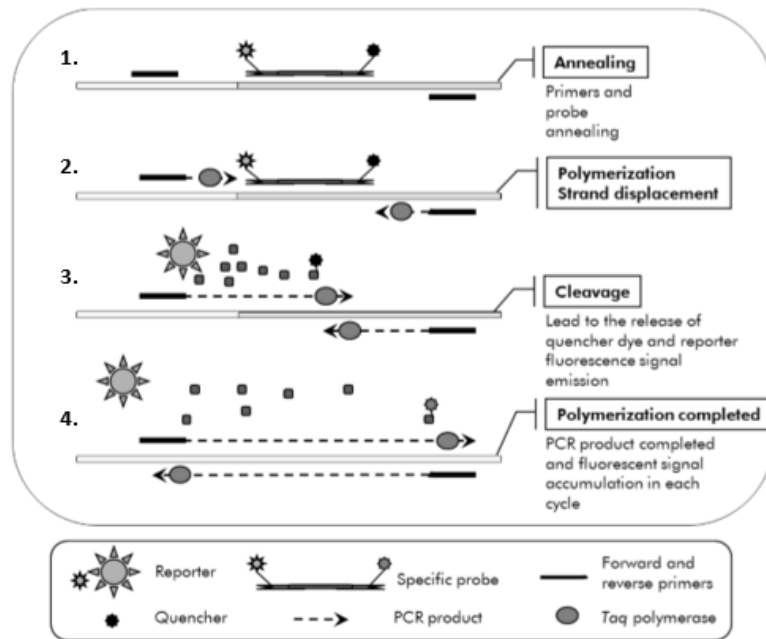 1.
Annealing
Primers and
probe
annealing
2.
Polymerization
Strand displacement
3.
Cleavage
Lead to the release of
quencher dye and reporter
fluorescence signal
emission
4.
Polymerization completed
PCR product completed
and fluorescent signal
accumulation in each
cycle
Reporter
Specific probe
Forward and
reverse primers
Quencher
PCR product
Taq polymerase